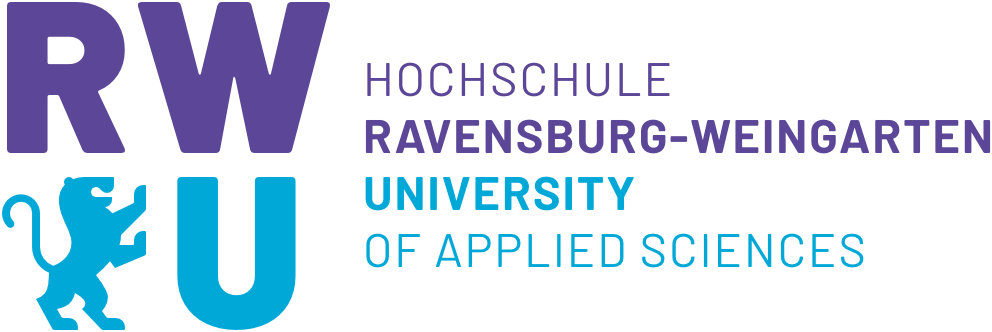 RW
U
HOCHSCHULE
RAVENSBURG-WEINGARTEN
UNIVERSITY
OF APPLIED SCIENCES